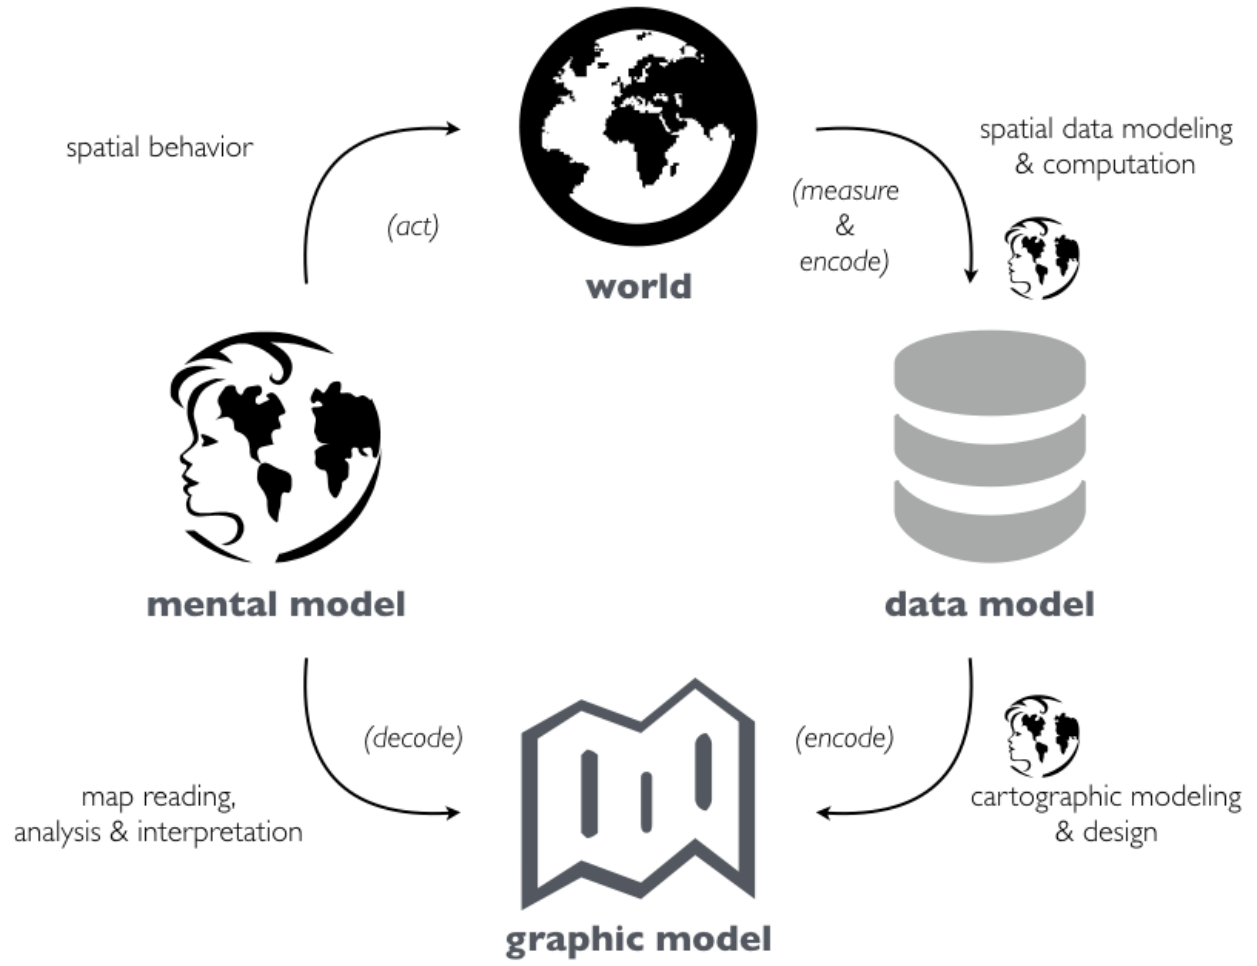 spatial behavior
(act)
world
(measure
&
encode)
spatial data modeling
& computation
mental model
data model
(decode)
map reading,
analysis & interpretation
(encode)
cartographic modeling
& design
graphic model